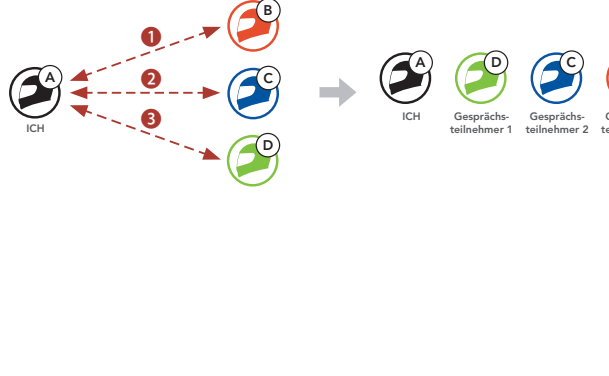 B
1
A
2
C
3
ICH
D
A
D
C
ICH
Gesprächs-
teilnehmer 1
Gesprächs-
teilnehmer 2